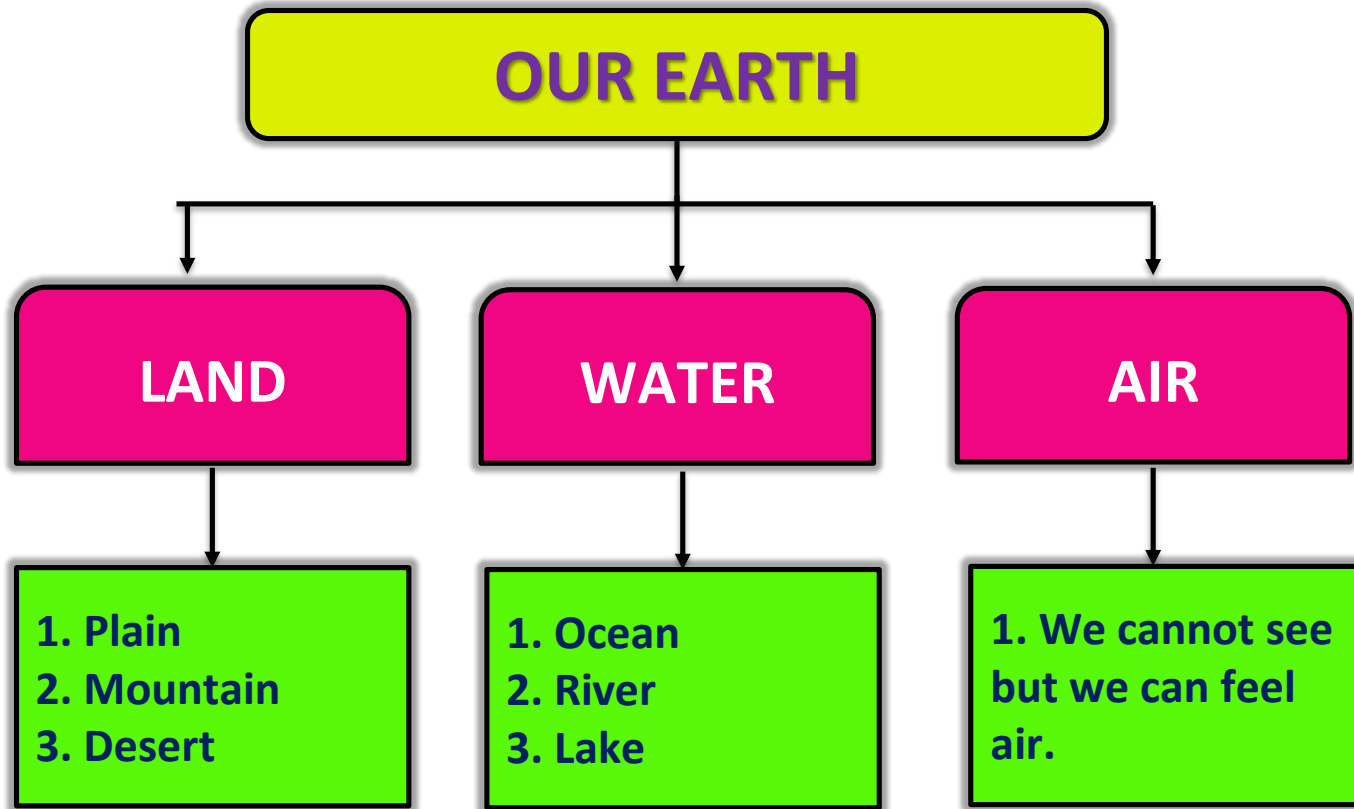 OUR EARTH
LAND
WATER
AIR
1. Plain
2. Mountain
3. Desert
1. Ocean
2. River
3. Lake
1. We cannot see
but we can feel
air.